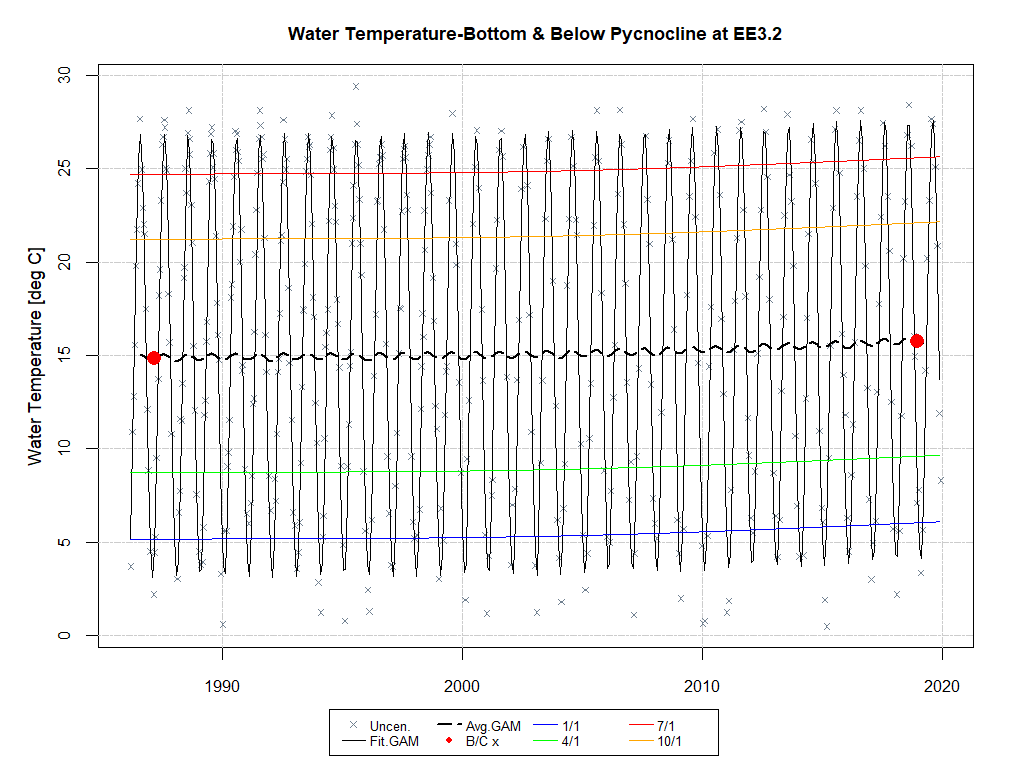 Water Temperature-Bottom & Below Pycnocline at EE3.2
Water Temperature [deg C]
30
25
20
15
10
5
0
1990 2000 2010 2020
Uncen. Avg.GAM 1/1 7/1
Fit.GAM B/C x 4/1 10/1